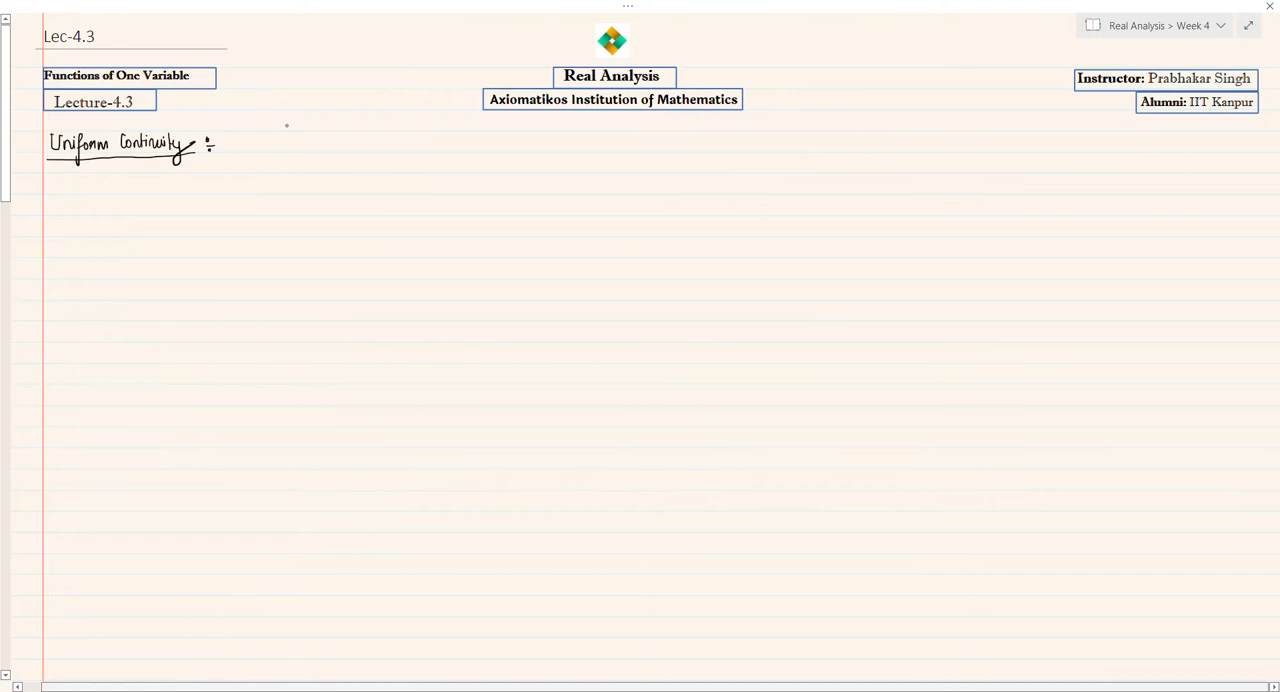 Lec-4.3
Real Analysis > Week 4
Functions of One Variable
Real Analysis
Instructor: Prabhakar Singh
Lecture-4.3
Axiomatikos Institution of Mathematics
Alumni: IIT Kanpur
Uniform Continuity :-